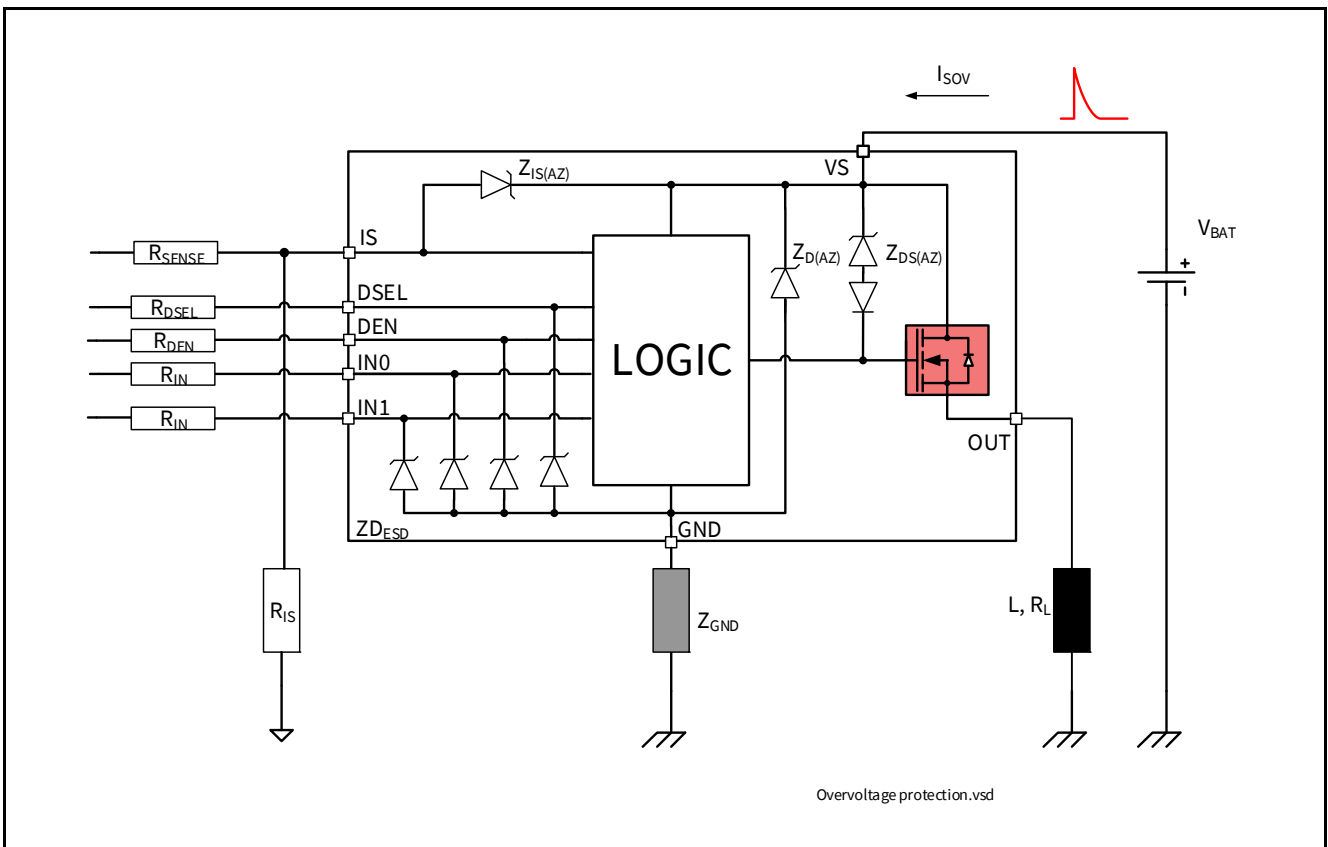 I_SOV
VS
Z_IS(AZ)
V_BAT
+
-
IS
R_SENSE
Z_D(AZ)
Z_DS(AZ)
DSEL
R_DSEL
DEN
R_DEN
LOGIC
IN0
R_IN
IN1
R_IN
OUT
ZD_ESD
GND
R_IS
Z_GND
L, R_L
Overvoltage protection.vsd